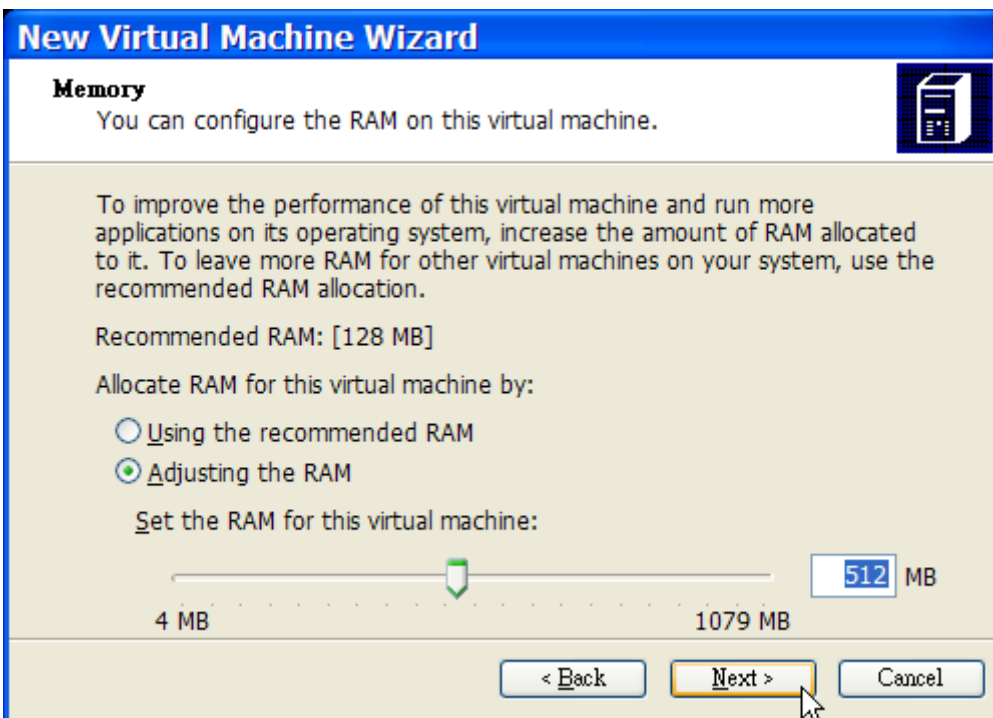 New Virtual Machine Wizard
Memory
You can configure the RAM on this virtual machine.
To improve the performance of this virtual machine and run more
applications on its operating system, increase the amount of RAM allocated
to it. To leave more RAM for other virtual machines on your system, use the
recommended RAM allocation.
Recommended RAM: [128 MB]
Allocate RAM for this virtual machine by:
Using the recommended RAM
Adjusting the RAM
Set the RAM for this virtual machine:
512 MB
4 MB 1079 MB
< Back Next > Cancel